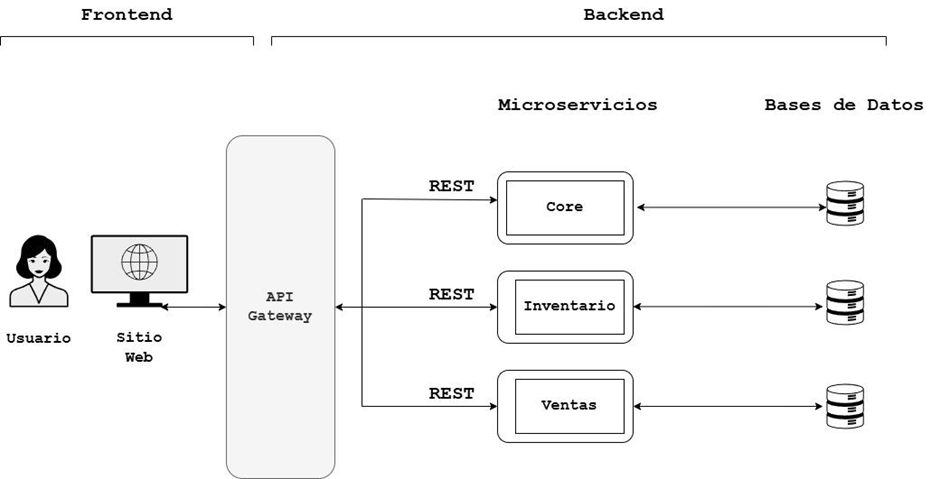 Frontend
Backend
Microservicios
Bases de Datos
REST
Core
REST
Inventario
API
Gateway
Usuario
Sitio
Web
REST
Ventas